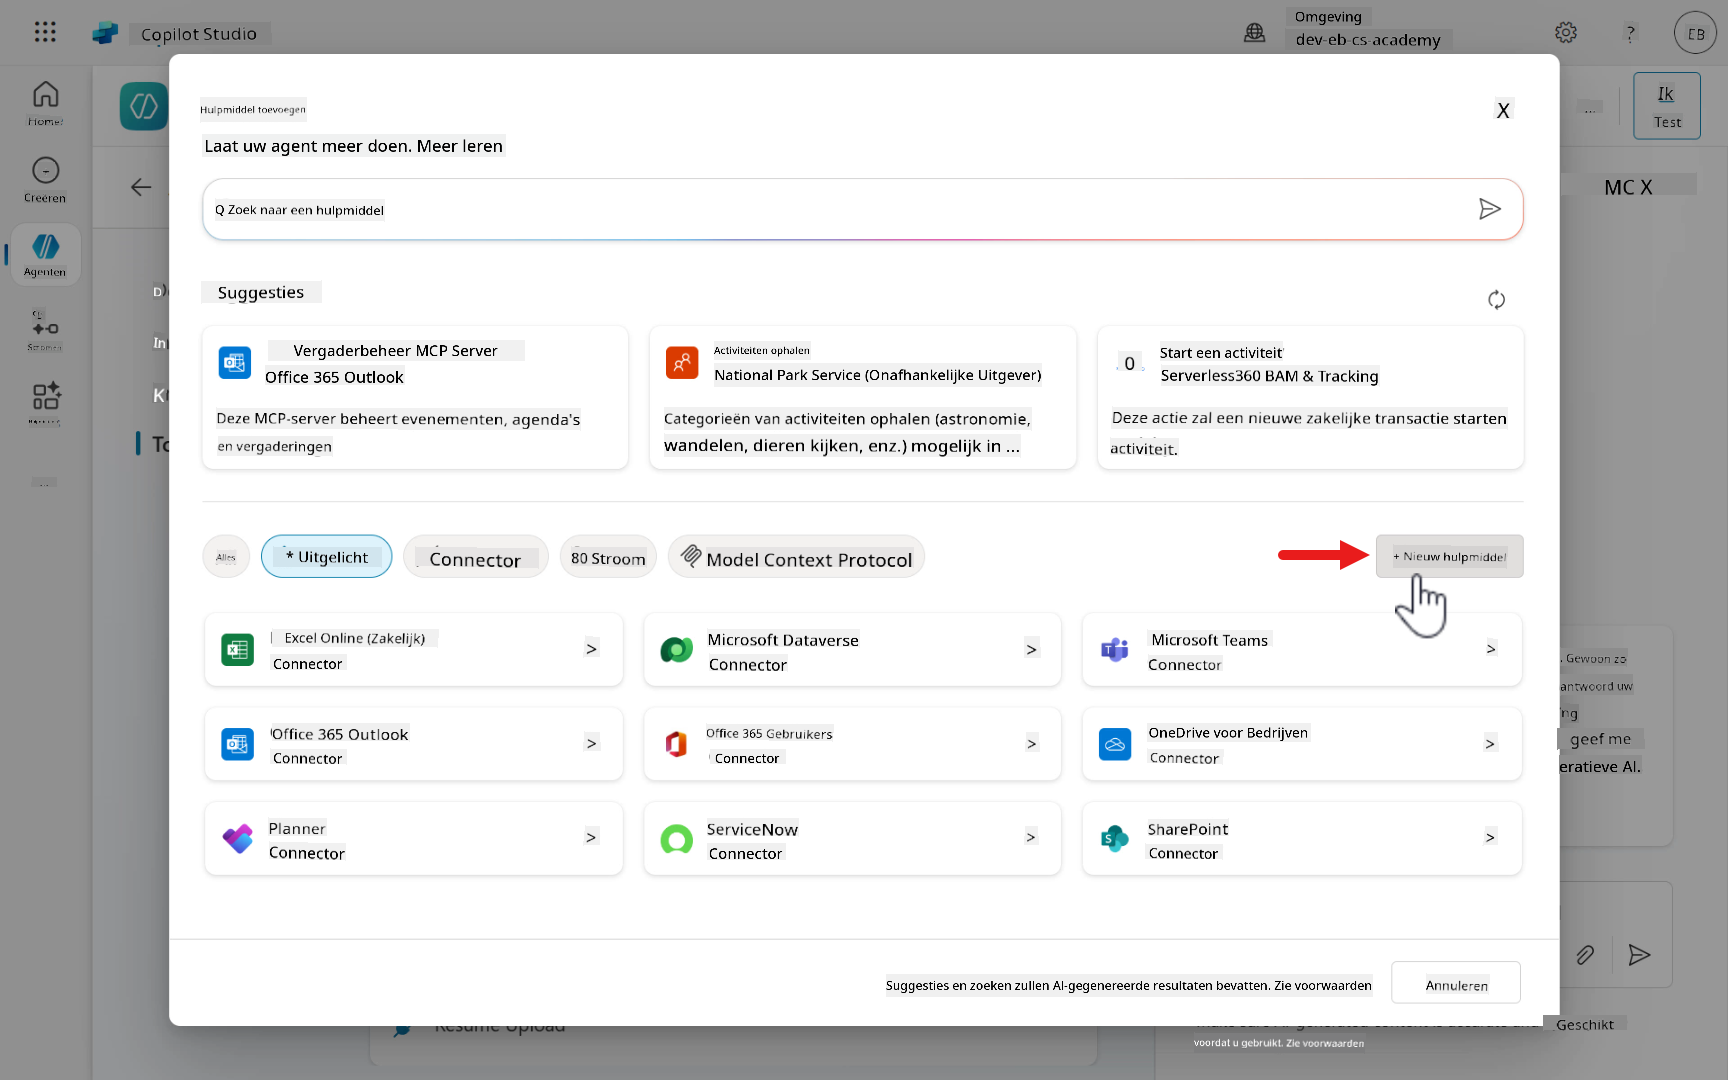 Copilot Studio
Omgeving
dev-eb-cs-academy
?
EB
Home!
Creëren
Agenten
Hulpmiddel toevoegen
X
Laat uw agent meer doen. Meer leren
Q Zoek naar een hulpmiddel
...
Ik
Test
MC X
Suggesties
Vergaderbeheer MCP Server
Office 365 Outlook
Deze MCP-server beheert evenementen, agenda's
en vergaderingen
Activiteiten ophalen
National Park Service (Onafhankelijke Uitgever)
Categorieën van activiteiten ophalen (astronomie,
wandelen, dieren kijken, enz.) mogelijk in ...
0
Start een activiteit
Serverless360 BAM & Tracking
Deze actie zal een nieuwe zakelijke transactie starten
activiteit.
Alles
* Uitgelicht
Connector
80 Stroom
Model Context Protocol
+ Nieuw hulpmiddel
Excel Online (Zakelijk)
Connector
>
Microsoft Dataverse
Connector
>
Microsoft Teams
Connector
>
Office 365 Outlook
Connector
>
Office 365 Gebruikers
Connector
>
OneDrive voor Bedrijven
Connector
>
Planner
Connector
>
ServiceNow
Connector
>
SharePoint
Connector
>
. Gewoon zo
antwoord uw
geef me
eratieve AI.
Suggesties en zoeken zullen AI-gegenereerde resultaten bevatten. Zie voorwaarden
Annuleren
Resume Upload
Geschikt
voordat u gebruikt. Zie voorwaarden